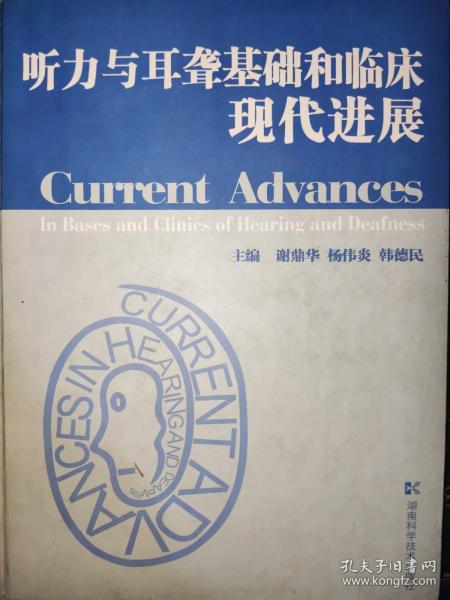 听力与耳聋基础和临床
现代进展
Current Advances
In Bases and Clinics of Hearing and Deafness
主编 谢鼎华 杨伟炎 韩德民
CURRENT ADVANCES IN HEARING AND DEAFNESS
湖南科学技术
孔夫子旧书网
www.kongfz.com